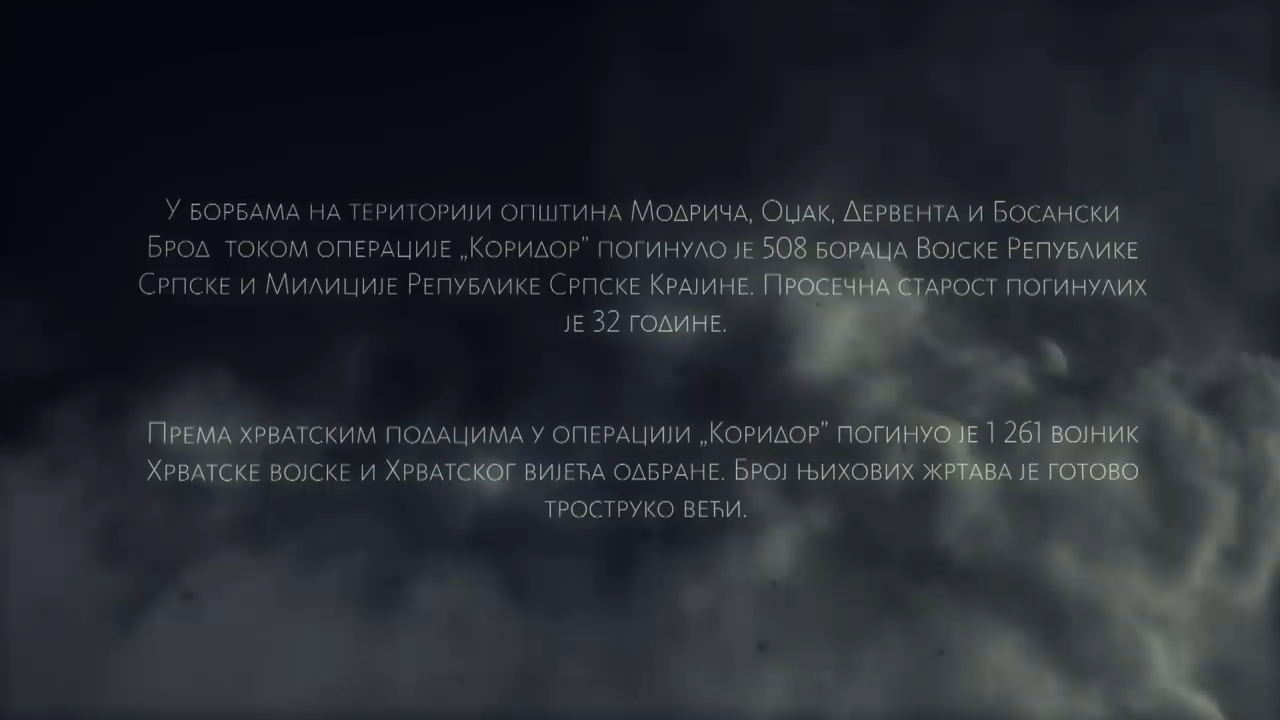 У борбама на територији општина Модрича, Оџак, Дервента и Босански
Брод током операције „Коридор” погинуло је 508 бораца Војске Републике
Српске и Милиције Републике Српске Крајине. Просечна старост погинулих
је 32 године.
Према хрватским подацима у операцији „Коридор” погинуо је 1 261 војник
Хрватске војске и Хрватског вијећа одбране. Број њихових жртава је готово
троструко већи.